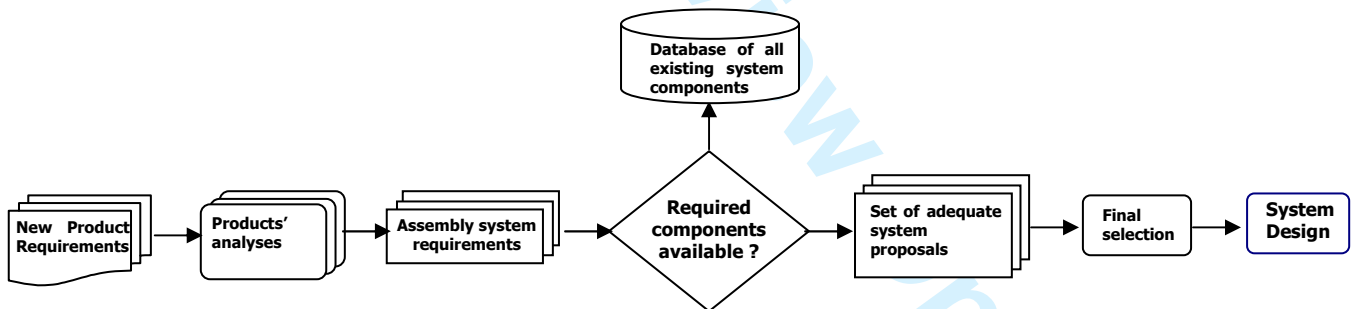 Database of all
existing system
components
New Product
Requirements
Products'
analyses
Assembly system
requirements
Required
components
available ?
Set of adequate
system
proposals
Final
selection
System
Design